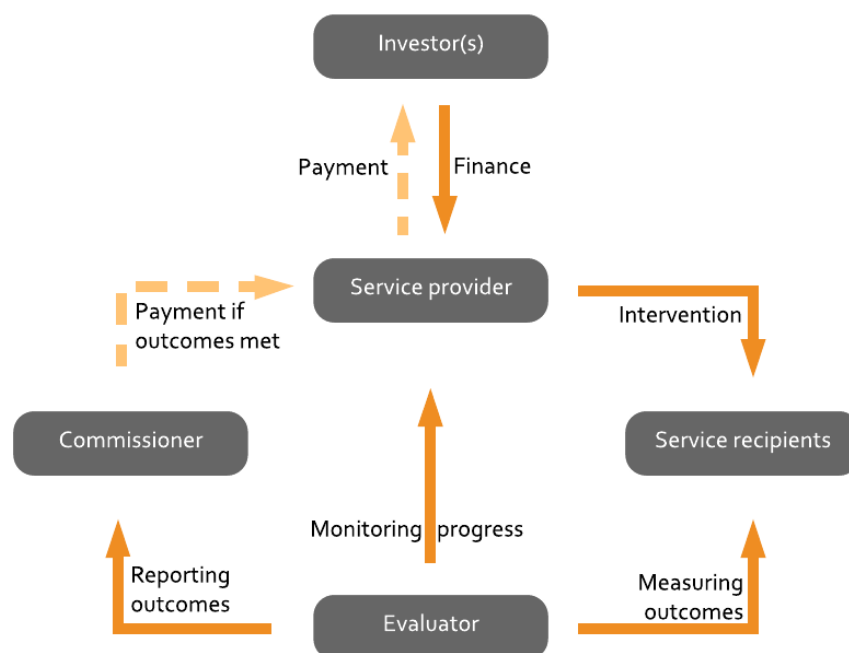 Investor(s)
Payment
Finance
Service provider
Payment if
outcomes met
Intervention
Commissioner
Service recipients
Monitoring progress
Reporting
outcomes
Measuring
outcomes
Evaluator